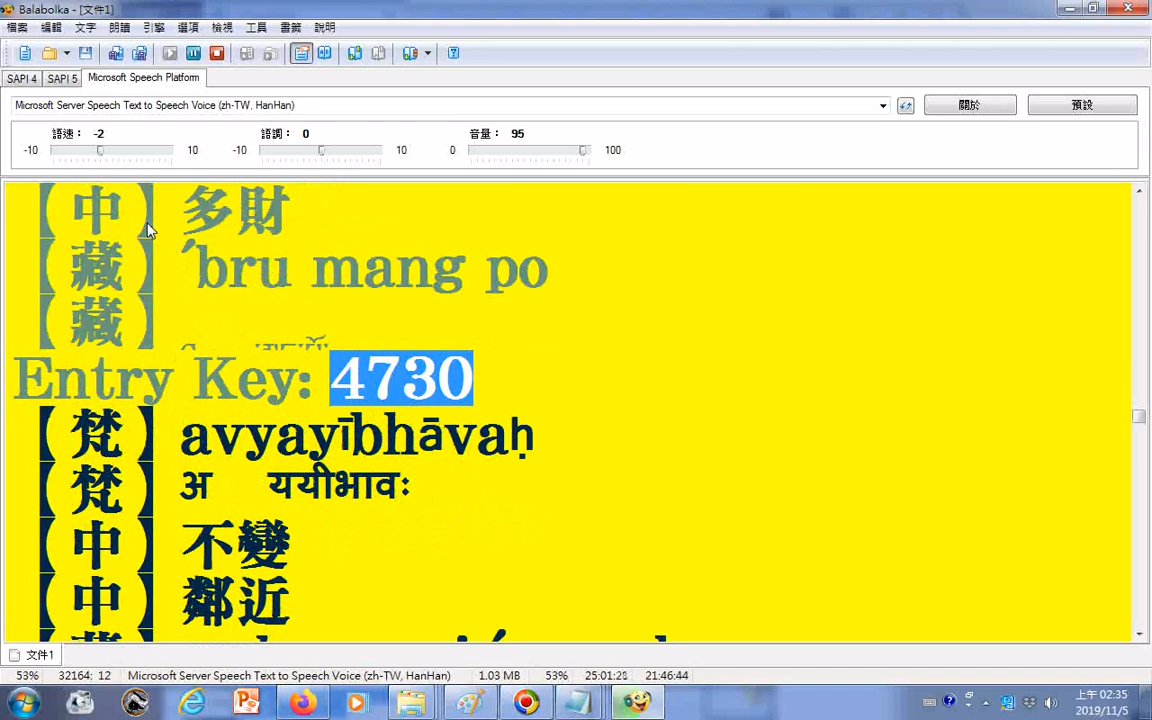 Balabolka - [文件1]
檔案 編輯 文字 朗讀 引擎 選項 檢視 工具 書籤 說明
SAPI 4 SAPI 5 Microsoft Speech Platform
Microsoft Server Speech Text to Speech Voice (zh-TW, HanHan) 關於 預設
語速： -2 語調： 0 音量： 95
-10 10 -10 10 0 100
【中】 多財
【藏】 ′bru mang po
【藏】
Entry Key: 4730
【梵】 avyayībhāvaḥ
【梵】 अ ययीभावः
【中】 不變
【中】 鄰近
文件1
53% 32164: 12 Microsoft Server Speech Text to Speech Voice (zh-TW, HanHan) 1.03 MB 53% 25:01:28 21:46:44
上午 02:35
2019/11/5